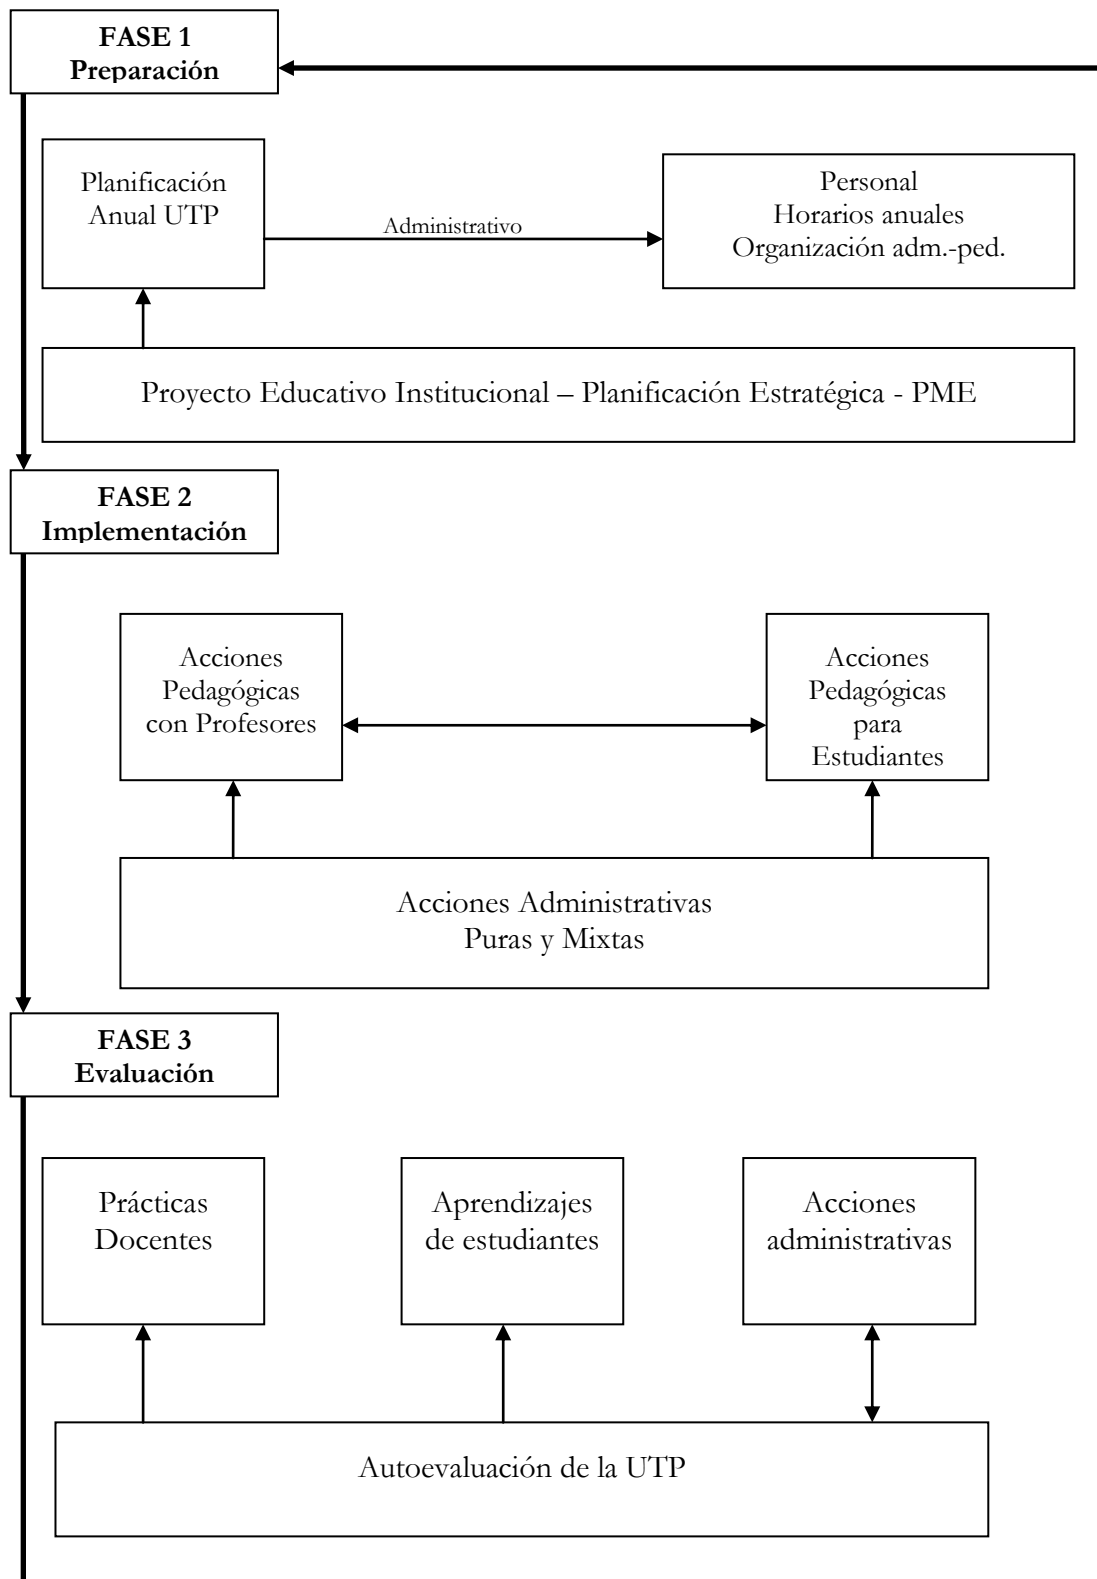 FASE 1
Preparación
Planificación
Anual UTP
Administrativo
Personal
Horarios anuales
Organización adm.-ped.
Proyecto Educativo Institucional – Planificación Estratégica - PME
FASE 2
Implementación
Acciones
Pedagógicas
con Profesores
Acciones
Pedagógicas
para
Estudiantes
Acciones Administrativas
Puras y Mixtas
FASE 3
Evaluación
Prácticas
Docentes
Aprendizajes
de estudiantes
Acciones
administrativas
Autoevaluación de la UTP